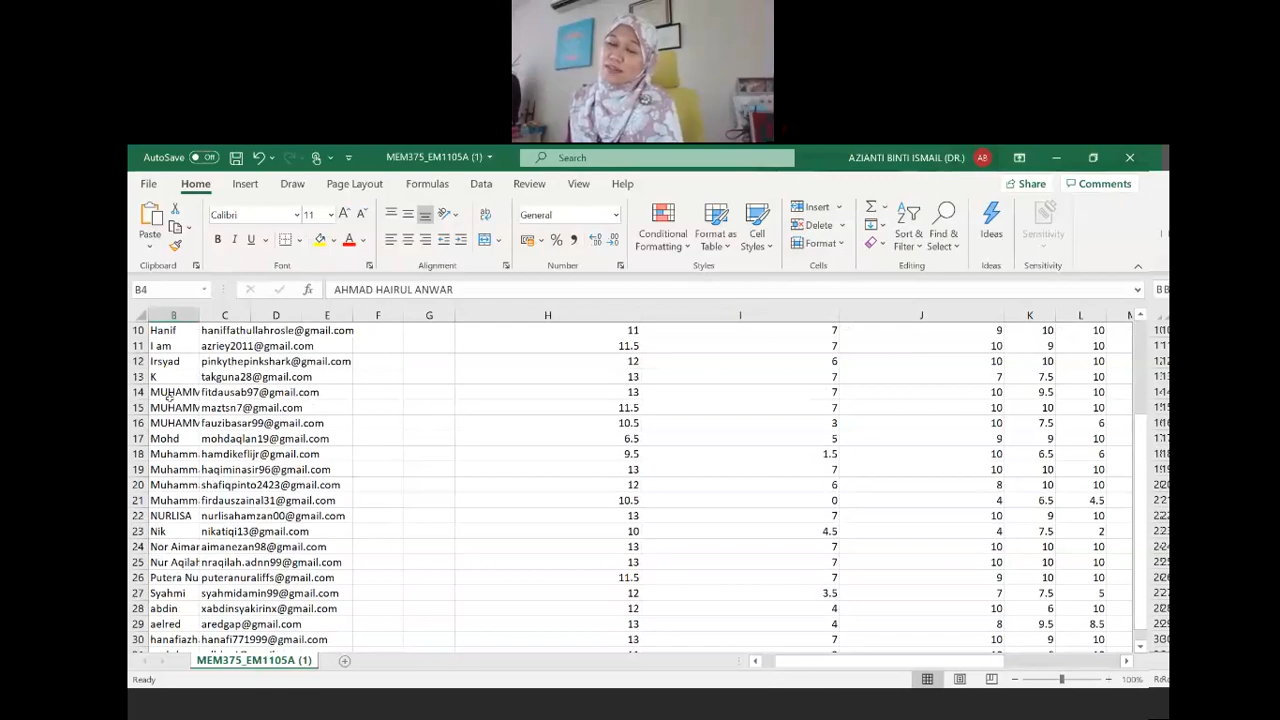 AutoSave Off MEM375_EM1105A (1) Search AZIANTI BINTI ISMAIL (DR.) AB
File Home Insert Draw Page Layout Formulas Data Review View Help Share Comments
Paste Calibri 11 General Conditional Formatting Format as Table Cell Styles Insert Delete Format Sort & Filter Find & Select Ideas Sensitivity
Clipboard Font Alignment Number Styles Cells Editing Ideas Sensitivity
B4 AHMAD HAIRUL ANWAR
B C D E F G H I J K L
10 Hanif haniffathullahrosle@gmail.com 11 7 9 10 10
11 I am azriey2011@gmail.com 11.5 7 10 9 10
12 Irsyad pinkythepinkshark@gmail.com 12 6 10 10 10
13 K takguna28@gmail.com 13 7 7 7.5 10
14 MUHAMM fitdausab97@gmail.com 13 7 10 9.5 10
15 MUHAMM maztsn7@gmail.com 11.5 7 10 10 10
16 MUHAMM fauzibasar99@gmail.com 10.5 3 10 7.5 6
17 Mohd mohdaqlan19@gmail.com 6.5 5 9 9 10
18 Muhamm hamdikeflijr@gmail.com 9.5 1.5 10 6.5 6
19 Muhamm haqiminasir96@gmail.com 13 7 10 10 10
20 Muhamm shafiqpinto2423@gmail.com 12 6 8 10 10
21 Muhamm firdauszainal31@gmail.com 10.5 0 4 6.5 4.5
22 NURLISA nurlisahamzan00@gmail.com 13 7 10 9 10
23 Nik nikatiqi13@gmail.com 10 4.5 4 7.5 2
24 Nor Aimar aimanezan98@gmail.com 13 7 10 10 10
25 Nur Aqilah nraqilah.adnn99@gmail.com 13 7 10 10 10
26 Putera Nu puteranuraliffs@gmail.com 11.5 7 9 10 10
27 Syahmi syahmidamin99@gmail.com 12 3.5 7 7.5 5
28 abdin xabdinsyakirinx@gmail.com 12 4 10 6 10
29 aelred aredgap@gmail.com 13 4 8 9.5 8.5
30 hanafiazh hanafi771999@gmail.com 13 7 10 9 10
MEM375_EM1105A (1)
Ready 100%